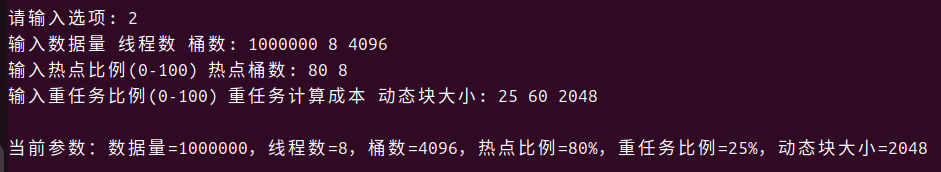 请输入选项: 2
输入数据量 线程数 桶数: 1000000 8 4096
输入热点比例(0-100) 热点桶数: 80 8
输入重任务比例(0-100) 重任务计算成本 动态块大小: 25 60 2048
当前参数: 数据量=1000000, 线程数=8, 桶数=4096, 热点比例=80%, 重任务比例=25%, 动态块大小=2048